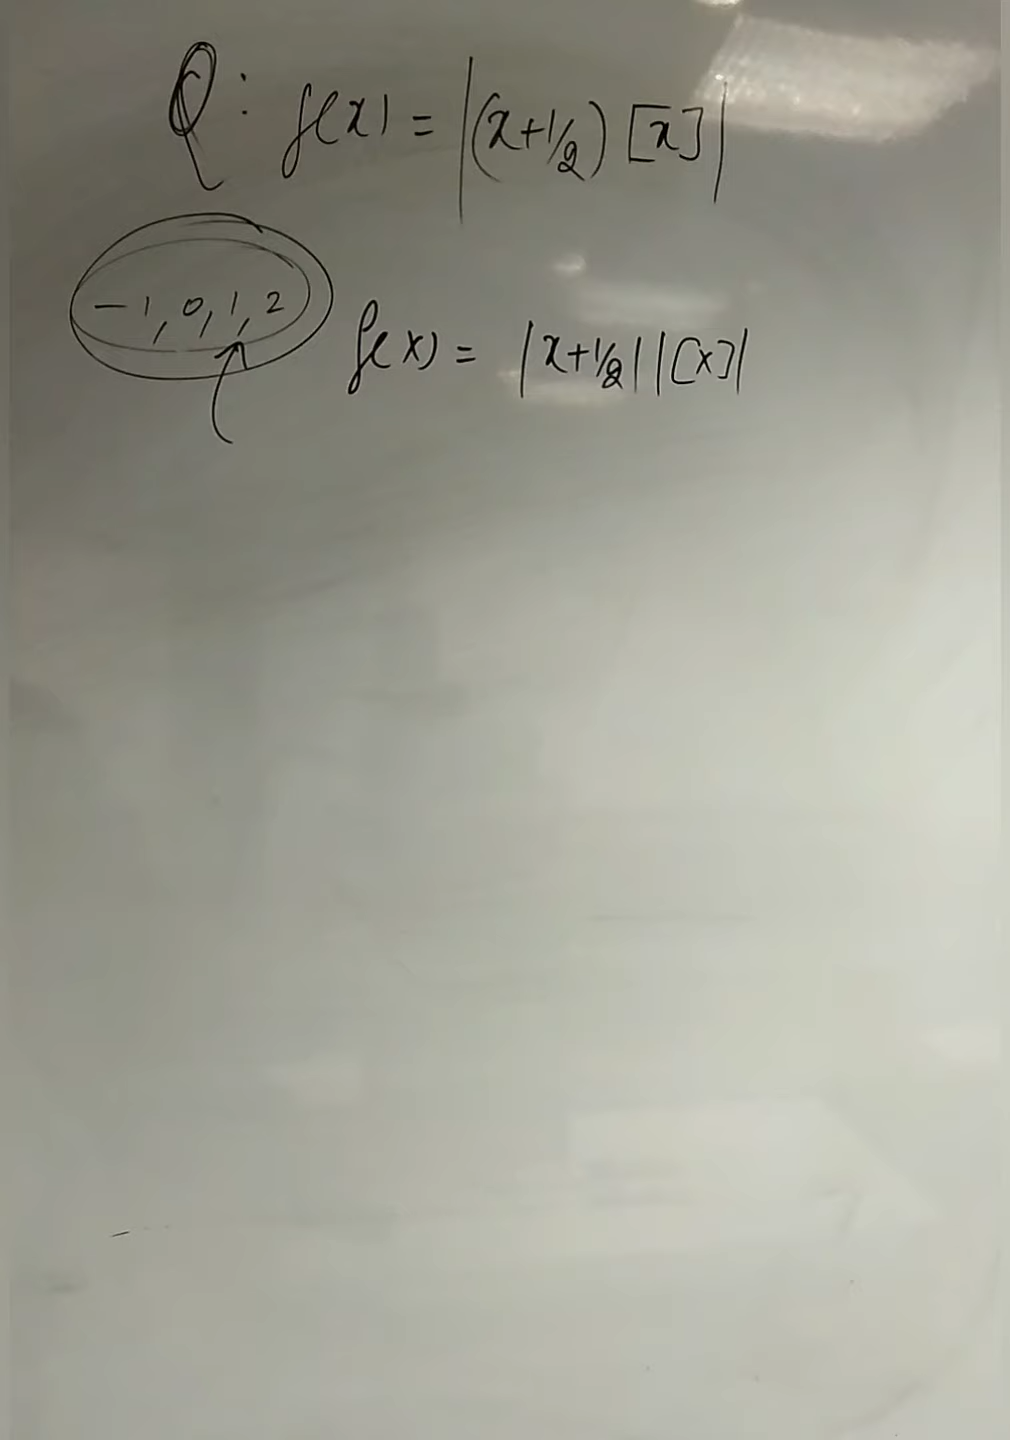 Q: f(x) = |(x+1/2) [x]|
-1, 0, 1, 2
f(x) = |x+1/2| |[x]|